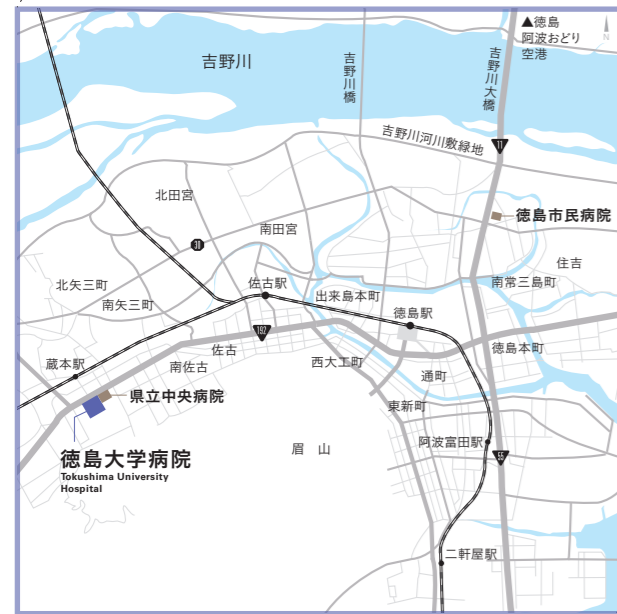 ▲徳島
阿波おどり
空港
N
吉野川
吉野川橋
吉野川大橋
吉野川河川敷緑地
11
北田宮
徳島市民病院
南田宮
30
住吉
北矢三町
佐古駅
南常三島町
南矢三町
出来島本町
徳島駅
192
佐古
徳島本町
蔵本駅
南佐古
西大工町
通町
県立中央病院
東新町
眉山
阿波富田駅
徳島大学病院
Tokushima University
Hospital
55
二軒屋駅